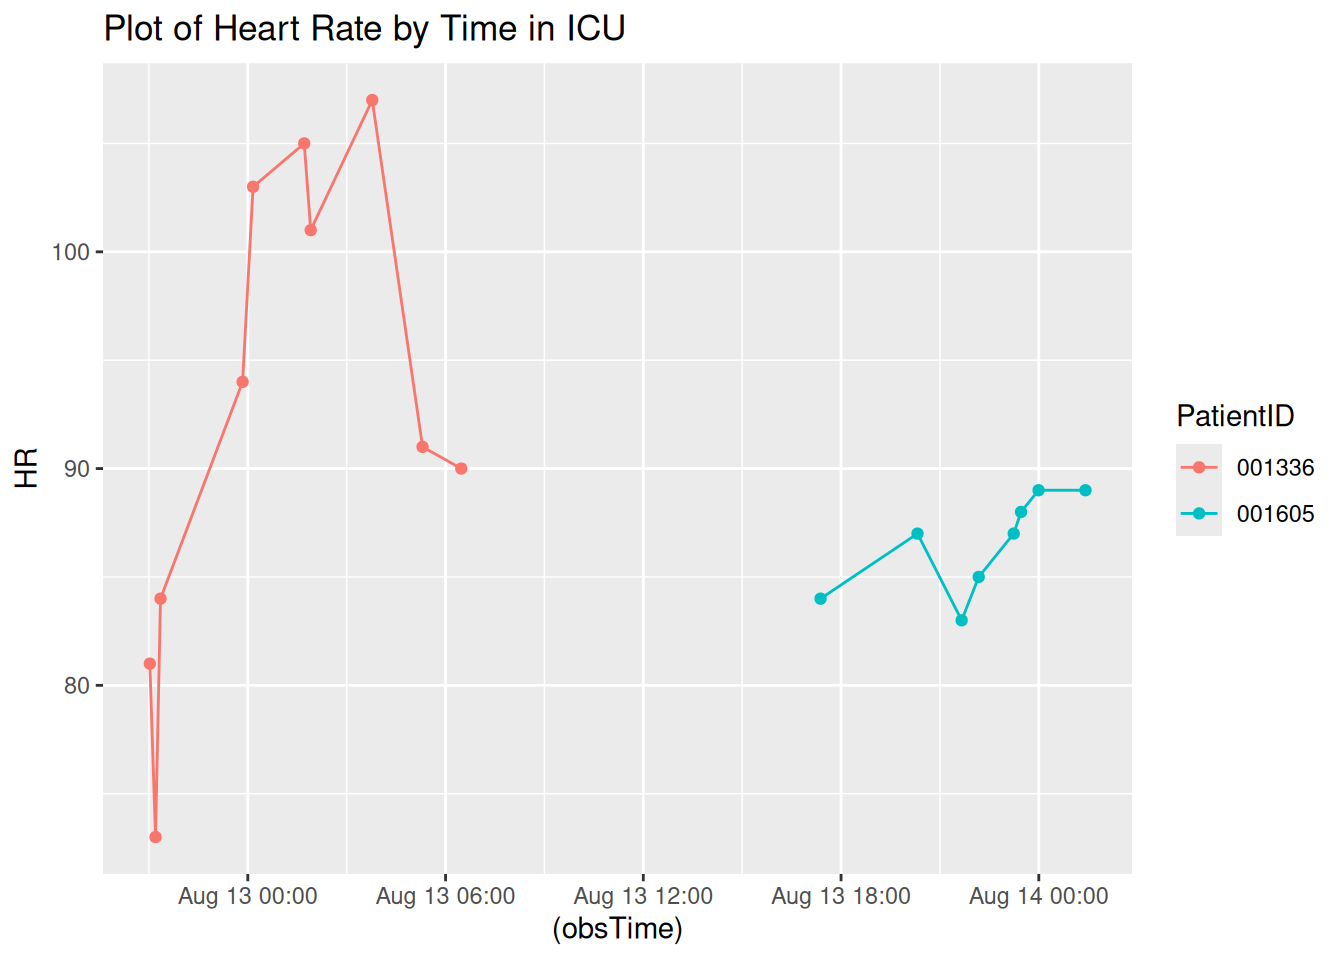 Plot of Heart Rate by Time in ICU
HR
100
90
80
Aug 13 00:00
Aug 13 06:00
Aug 13 12:00
Aug 13 18:00
Aug 14 00:00
(obsTime)
PatientID
001336
001605